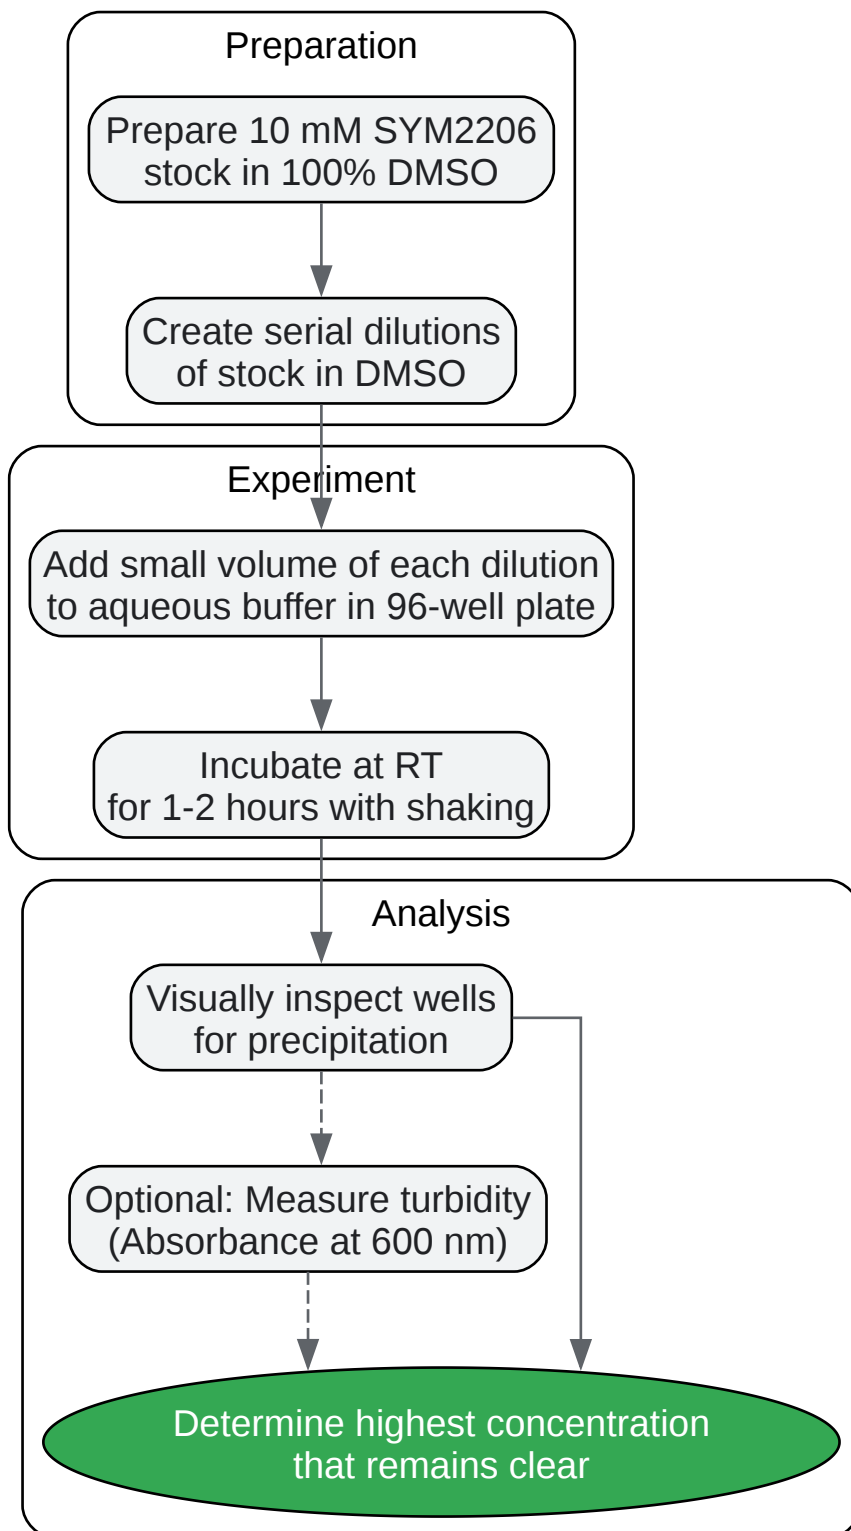 Preparation
Prepare 10 mM SYM2206
stock in 100% DMSO
Create serial dilutions
of stock in DMSO
Experiment
Add small volume of each dilution
to aqueous buffer in 96-well plate
Incubate at RT
for 1-2 hours with shaking
Analysis
Visually inspect wells
for precipitation
Optional: Measure turbidity
(Absorbance at 600 nm)
Determine highest concentration
that remains clear